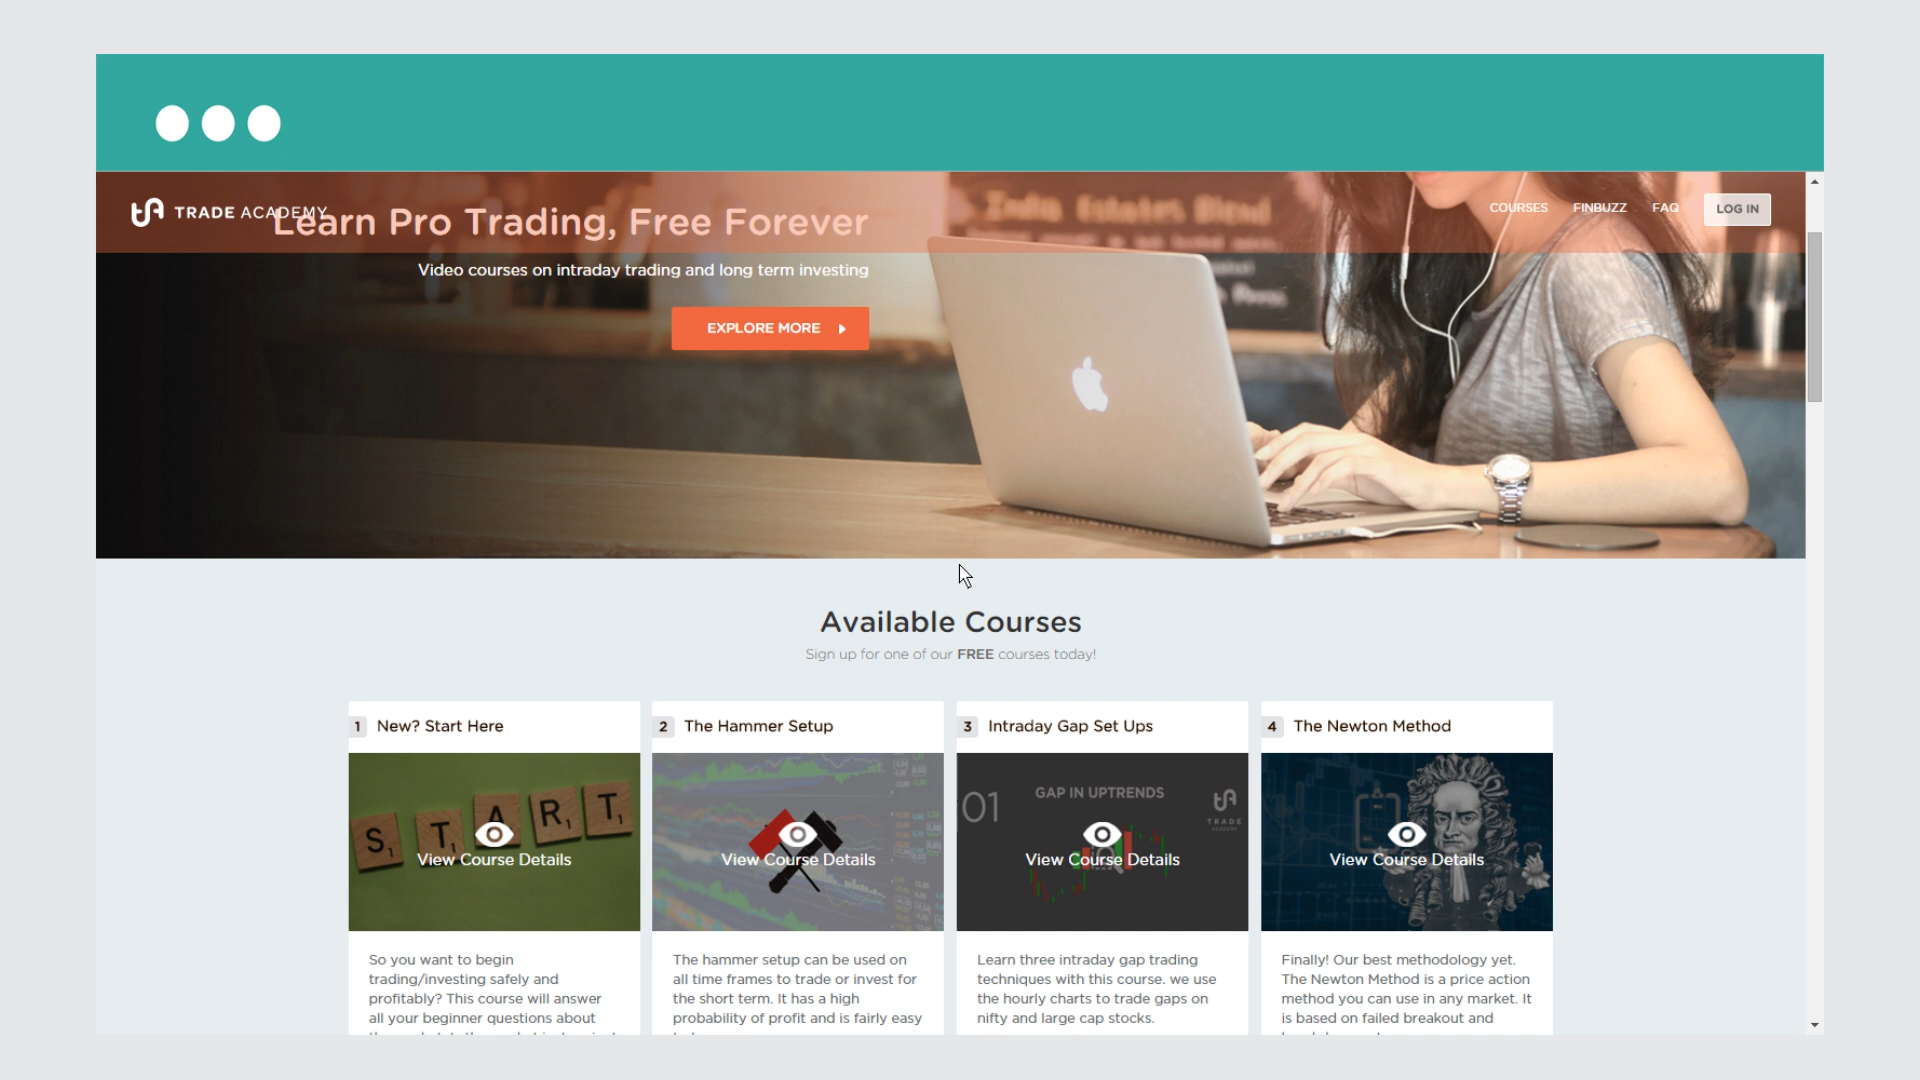 TRADE ACADEMY
COURSES FINBUZZ FAQ LOG IN
Learn Pro Trading, Free Forever
Video courses on intraday trading and long term investing
EXPLORE MORE
India Estates Blend
Available Courses
Sign up for one of our FREE courses today!
1 New? Start Here
START
View Course Details
So you want to begin
trading/investing safely and
profitably? This course will answer
all your beginner questions about
2 The Hammer Setup
View Course Details
The hammer setup can be used on
all time frames to trade or invest for
the short term. It has a high
probability of profit and is fairly easy
3 Intraday Gap Set Ups
01
GAP IN UPTRENDS
TRADE
ACADEMY
View Course Details
Learn three intraday gap trading
techniques with this course. we use
the hourly charts to trade gaps on
nifty and large cap stocks.
4 The Newton Method
View Course Details
Finally! Our best methodology yet.
The Newton Method is a price action
method you can use in any market. It
is based on failed breakout and